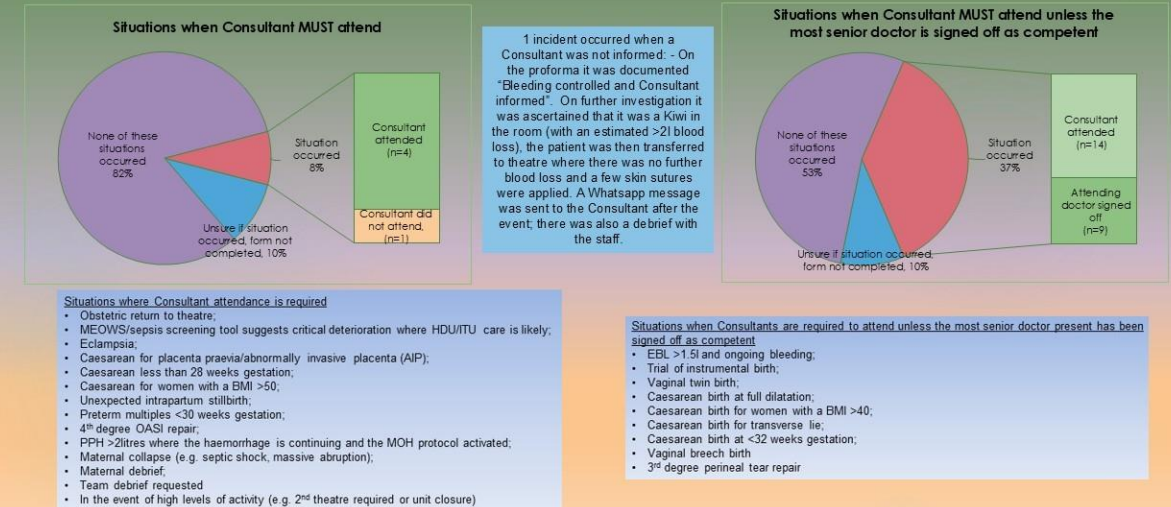 Situations when Consultant MUST attend
None of these
situations
occurred
82%
Situation
occurred
8%
Unsure if situation
occurred, form not
completed, 10%
Consultant
attended
(n=4)
Consultant did
not attend,
(n=1)
1 incident occurred when a
Consultant was not informed: - On
the proforma it was documented
“Bleeding controlled and Consultant
informed”. On further investigation it
was ascertained that it was a Kiwi in
the room (with an estimated >2l blood
loss), the patient was then transferred
to theatre where there was no further
blood loss and a few skin sutures
were applied. A Whatsapp message
was sent to the Consultant after the
event; there was also a debrief with
the staff.
Situations when Consultant MUST attend unless the
most senior doctor is signed off as competent
None of these
situations
occurred
53%
Situation
occurred
37%
Unsure if situation occurred,
form not completed, 10%
Consultant
attended
(n=14)
Attending
doctor signed
off
(n=9)
Situations where Consultant attendance is required
• Obstetric return to theatre;
• MEOWS/sepsis screening tool suggests critical deterioration where HDU/ITU care is likely;
• Eclampsia;
• Caesarean for placenta praevia/abnormally invasive placenta (AIP);
• Caesarean less than 28 weeks gestation;
• Caesarean for women with a BMI >50;
• Unexpected intrapartum stillbirth;
• Preterm multiples <30 weeks gestation;
• 4th degree OASI repair;
• PPH >2litres where the haemorrhage is continuing and the MOH protocol activated;
• Maternal collapse (e.g. septic shock, massive abruption);
• Maternal debrief;
• Team debrief requested
• In the event of high levels of activity (e.g. 2nd theatre required or unit closure)
Situations when Consultants are required to attend unless the most senior doctor present has been
signed off as competent
• EBL >1.5l and ongoing bleeding;
• Trial of instrumental birth;
• Vaginal twin birth;
• Caesarean birth at full dilatation;
• Caesarean birth for women with a BMI >40;
• Caesarean birth for transverse lie;
• Caesarean birth at <32 weeks gestation;
• Vaginal breech birth
• 3rd degree perineal tear repair